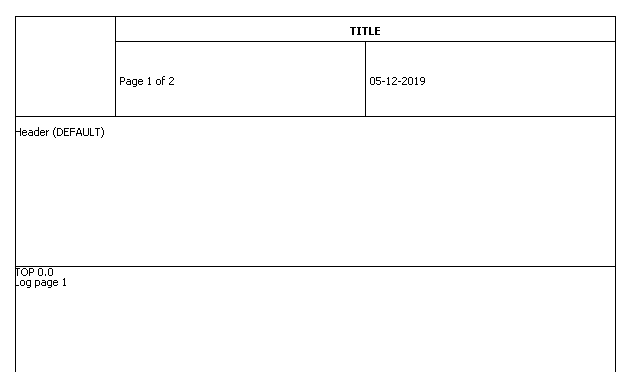 TITLE
Page 1 of 2
05-12-2019
Header (DEFAULT)
TOP 0.0
Log page 1